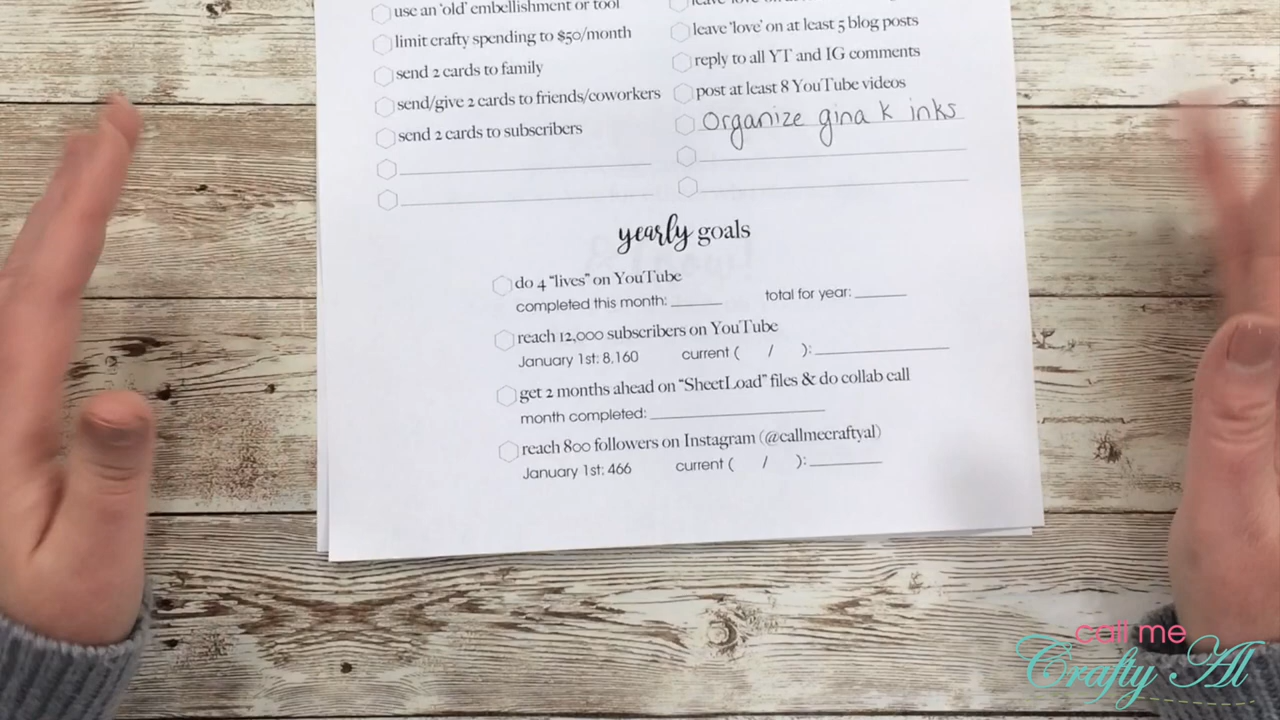 use an 'old' embellishment or tool
limit crafty spending to $50/month
send 2 cards to family
send/give 2 cards to friends/coworkers
send 2 cards to subscribers
leave 'love' on at least 5 blog posts
reply to all YT and IG comments
post at least 8 YouTube videos
Organize gina k inks
yearly goals
do 4 "lives" on YouTube
completed this month: ______ total for year: ______
reach 12,000 subscribers on YouTube
January 1st: 8,160 current ( / ): ______
get 2 months ahead on "SheetLoad" files & do collab call
month completed: ______
reach 800 followers on Instagram (@callmecraftyal)
January 1st: 466 current ( / ): ______
call me
Crafty Al